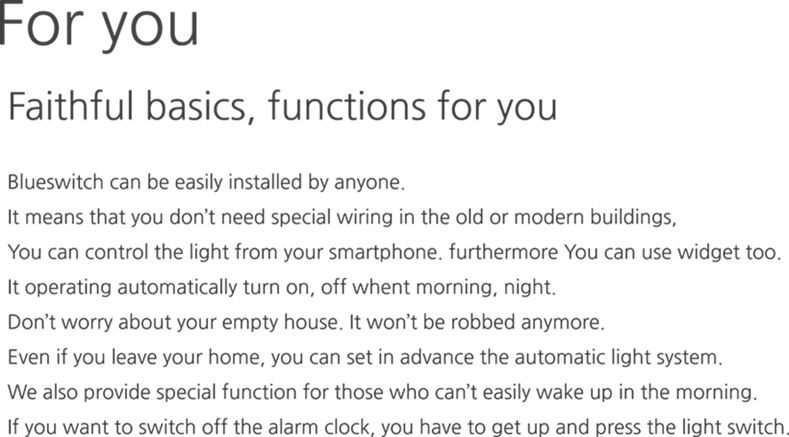 For you
Faithful basics, functions for you
Blueswitch can be easily installed by anyone.
It means that you don't need special wiring in the old or modern buildings,
You can control the light from your smartphone. furthermore You can use widget too.
It operating automatically turn on, off whent morning, night.
Don't worry about your empty house. It won't be robbed anymore.
Even if you leave your home, you can set in advance the automatic light system.
We also provide special function for those who can't easily wake up in the morning.
If you want to switch off the alarm clock, you have to get up and press the light switch.